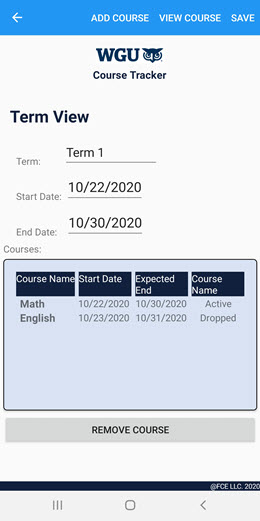 ADD COURSE VIEW COURSE SAVE
WGU
Course Tracker
Term View
Term: Term 1
Start Date: 10/22/2020
End Date: 10/30/2020
Courses:
Course Name Start Date Expected End Course Name
Math 10/22/2020 10/30/2020 Active
English 10/23/2020 10/31/2020 Dropped
REMOVE COURSE
@FCE LLC. 2020